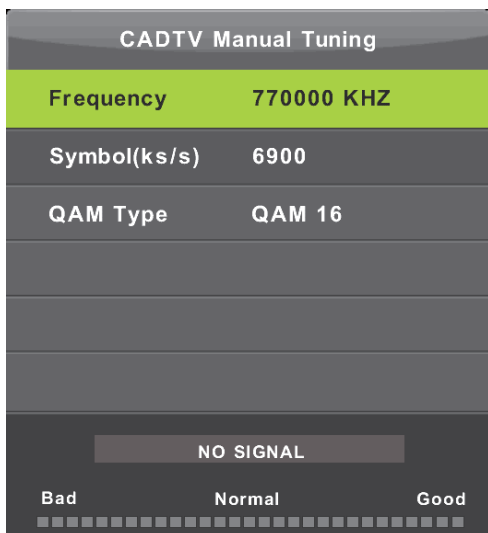 CADTV Manual Tuning
Frequency 770000 KHZ
Symbol(ks/s) 6900
QAM Type QAM 16
NO SIGNAL
Bad Normal Good